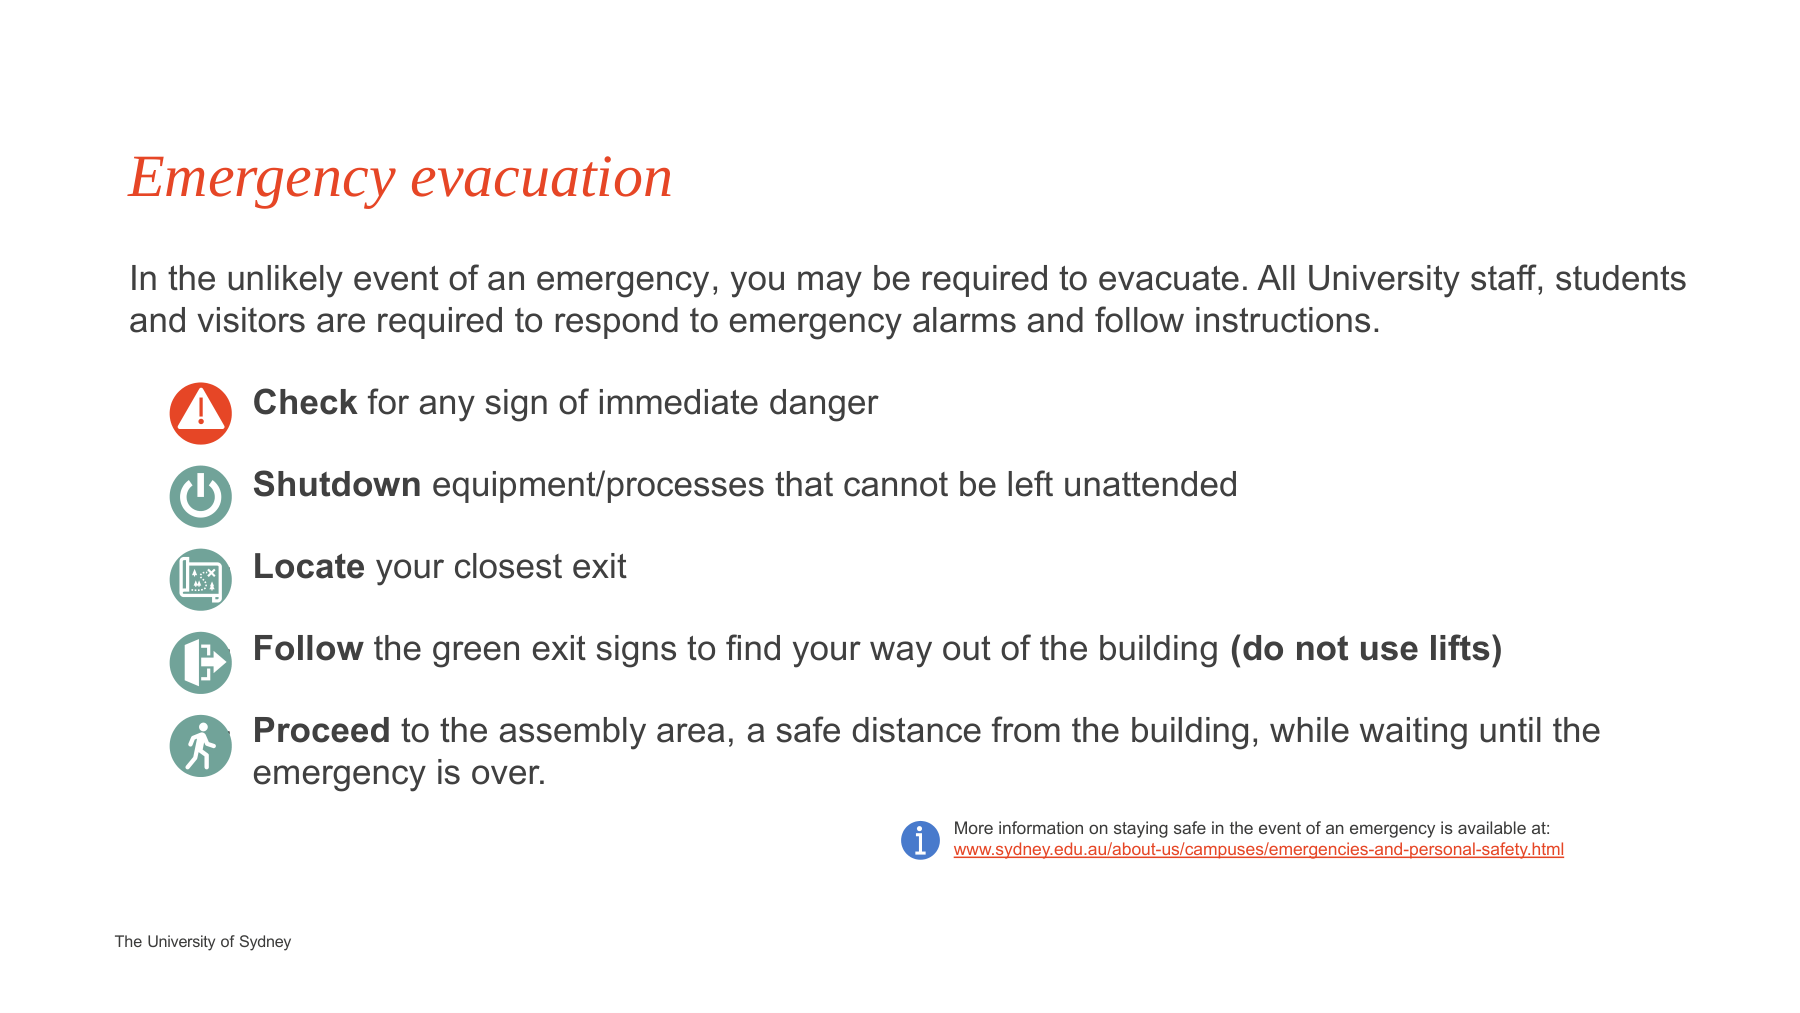 Emergency evacuation
In the unlikely event of an emergency, you may be required to evacuate. All University staff, students
and visitors are required to respond to emergency alarms and follow instructions.
Check for any sign of immediate danger
Shutdown equipment/processes that cannot be left unattended
Locate your closest exit
Follow the green exit signs to find your way out of the building (do not use lifts)
Proceed to the assembly area, a safe distance from the building, while waiting until the
emergency is over.
More information on staying safe in the event of an emergency is available at:
www.sydney.edu.au/about-us/campuses/emergencies-and-personal-safety.html
The University of Sydney